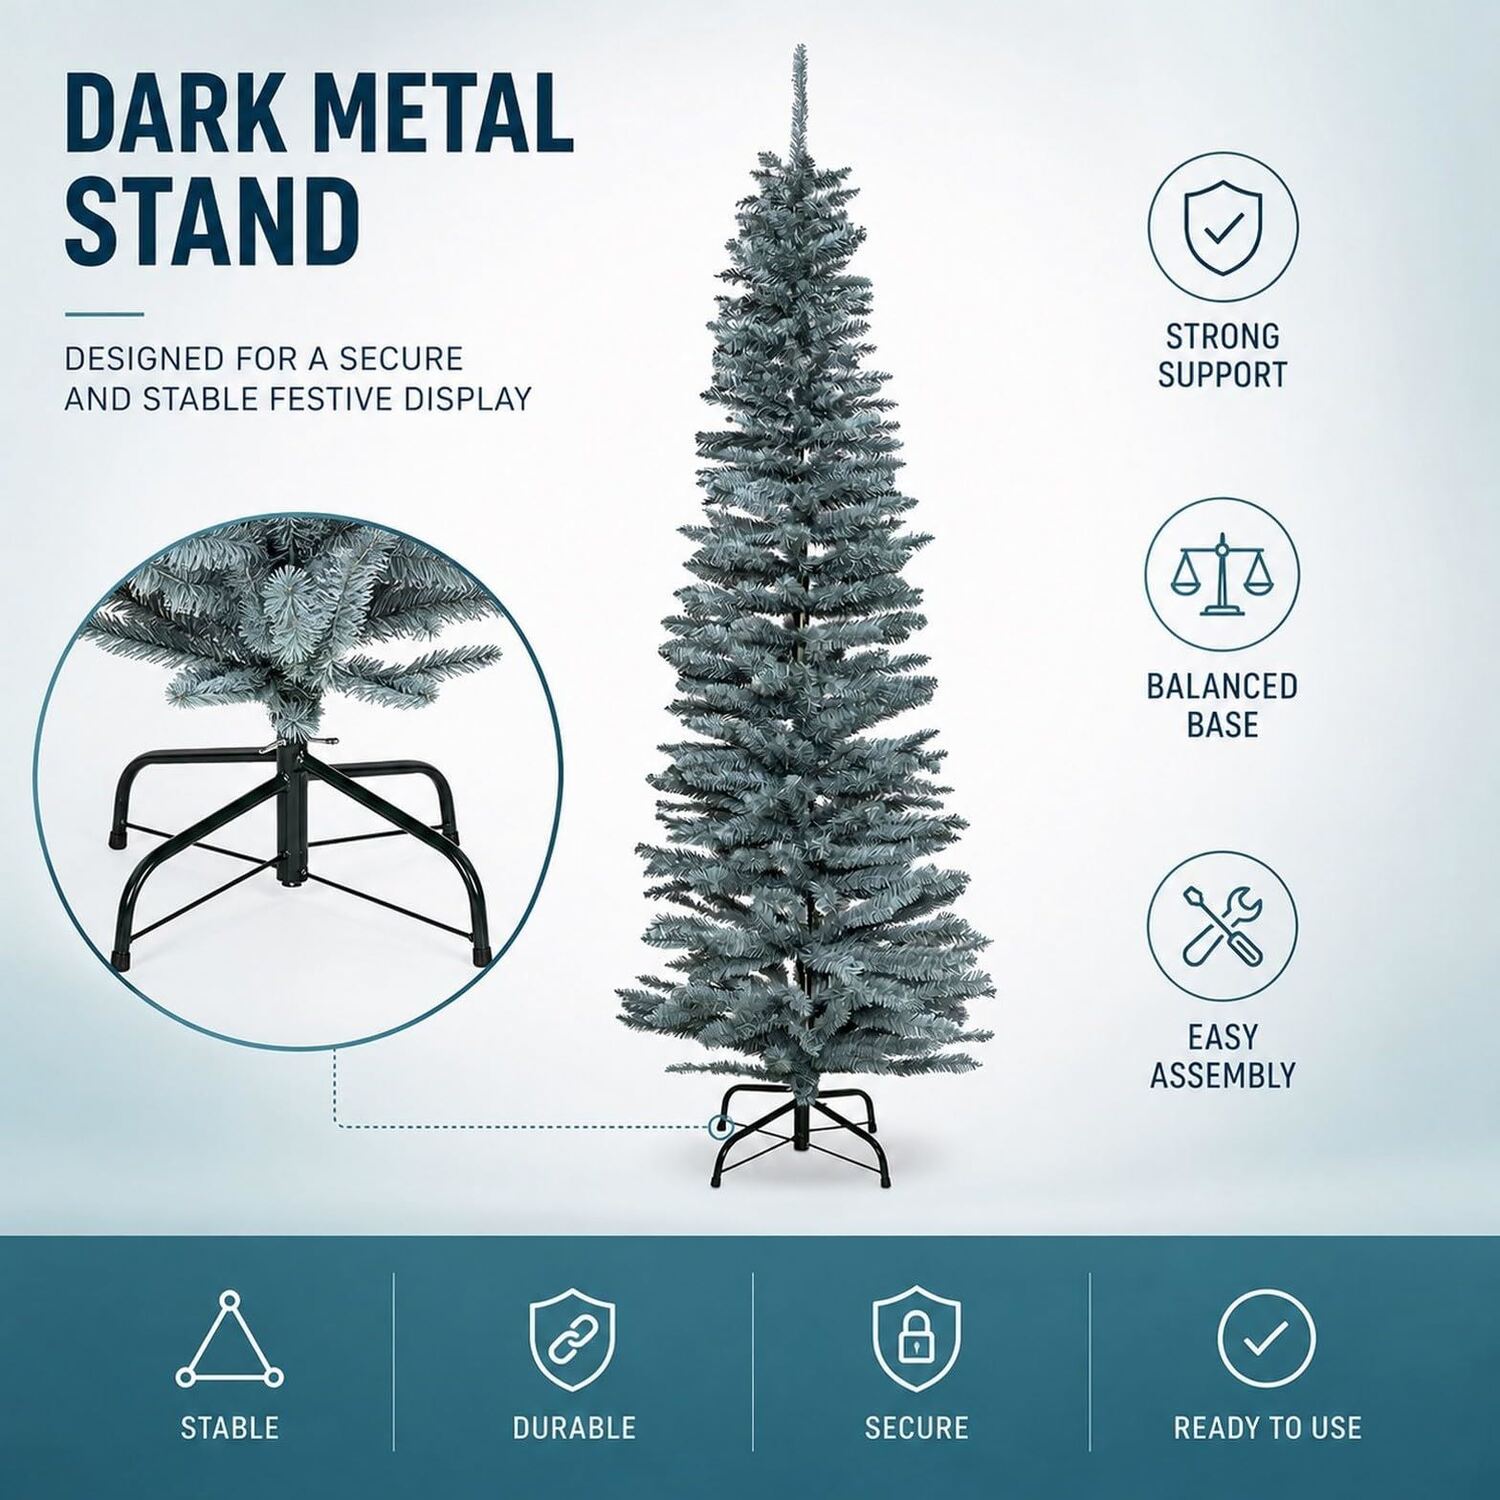 DARK METAL
STAND
DESIGNED FOR A SECURE
AND STABLE FESTIVE DISPLAY
STRONG
SUPPORT
BALANCED
BASE
EASY
ASSEMBLY
STABLE
DURABLE
SECURE
READY TO USE